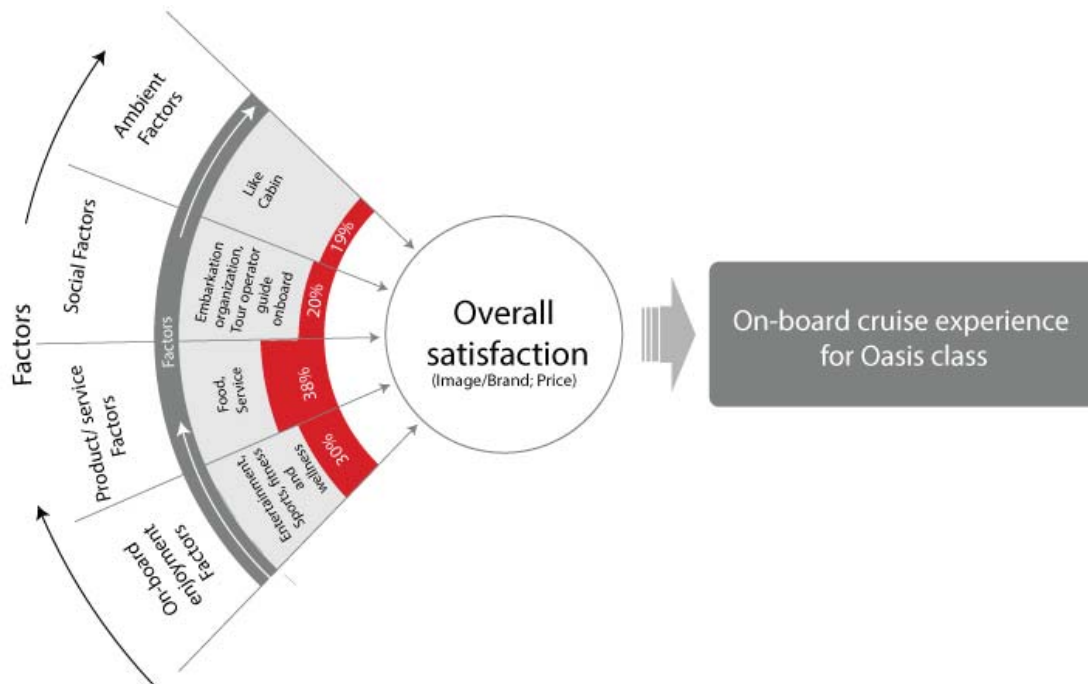 Factors
Ambient
Factors
Social Factors
Product/ service
Factors
On-board
enjoyment
Factors
Factors
Like
Cabin
Embarkation
organization,
Tour operator
guide
onboard
Food,
Service
Entertainment,
Sports, fitness
and
wellness
19%
20%
38%
30%
Overall
satisfaction
(Image/Brand; Price)
On-board cruise experience
for Oasis class